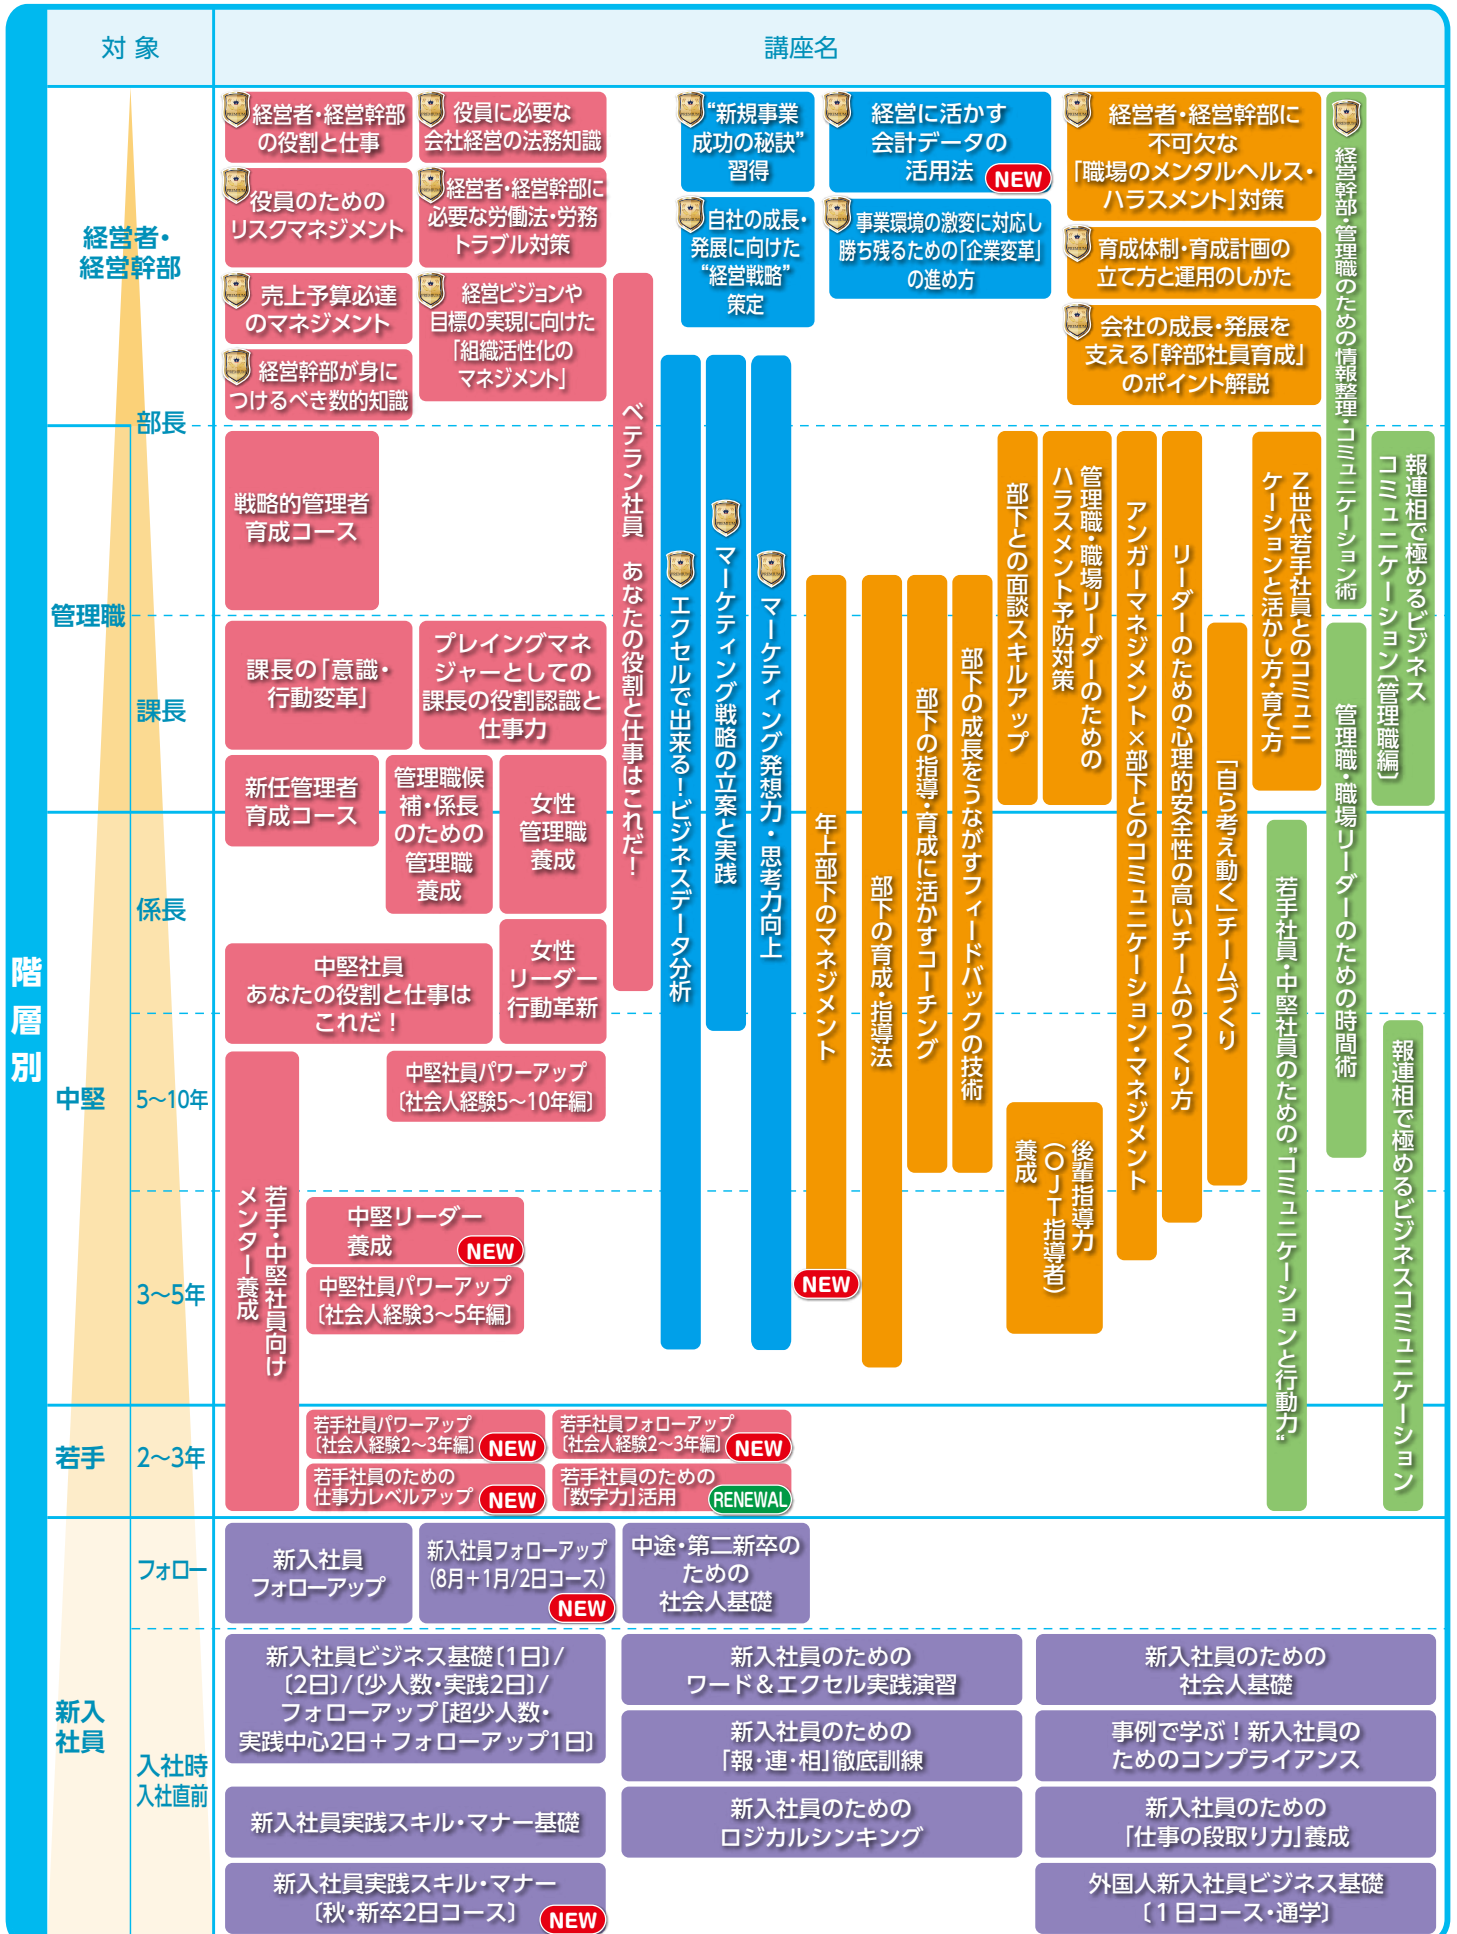 対 象
講座名
階層別
経営者・
経営幹部
部長
管理職
課長
係長
中堅
5～10年
3～5年
若手
2～3年
フォロー
新入
社員
入社時
入社直前
経営者・経営幹部
の役割と仕事
役員に必要な
会社経営の法務知識
役員のための
リスクマネジメント
経営者・経営幹部に
必要な労働法・労務
トラブル対策
売上予算必達
のマネジメント
経営ビジョンや
目標の実現に向けた
「組織活性化の
マネジメント」
経営幹部が身に
つけるべき数的知識
“新規事業
成功の秘訣”
習得
経営に活かす
会計データの
活用法
NEW
自社の成長・
発展に向けた
“経営戦略”
策定
事業環境の激変に対応し
勝ち残るための「企業変革」
の進め方
経営者・経営幹部に
不可欠な
「職場のメンタルヘルス・
ハラスメント」対策
育成体制・育成計画の
立て方と運用のしかた
会社の成長・発展を
支える「幹部社員育成」
のポイント解説
経営幹部・管理職のための情報整理・コミュニケーション術
戦略的管理者
育成コース
課長の「意識・
行動変革」
プレイングマネ
ジャーとしての
課長の役割認識と
仕事力
新任管理者
育成コース
管理職候
補・係長
のための
管理職
養成
女性
管理職
養成
女性
リーダー
行動革新
中堅社員
あなたの役割と仕事は
これだ！
ベテラン社員　あなたの役割と仕事はこれだ！
エクセルで出来る！ビジネスデータ分析
マーケティング戦略の立案と実践
マーケティング発想力・思考力向上
年上部下のマネジメント
NEW
部下の育成・指導法
部下の指導・育成に活かすコーチング
部下の成長をうながすフィードバックの技術
部下との面談スキルアップ
管理職・職場リーダーのための
ハラスメント予防対策
アンガーマネジメント×部下とのコミュニケーション・マネジメント
リーダーのための心理的安全性の高いチームのつくり方
「自ら考え動く」チームづくり
Z世代若手社員とのコミュニ
ケーションと活かし方・育て方
報連相で極めるビジネス
コミュニケーション〔管理職編〕
管理職・職場リーダーのための時間術
若手社員・中堅社員のための”コミュニケーションと行動力“
報連相で極めるビジネスコミュニケーション
後輩指導力
（OJT指導者）
養成
中堅社員パワーアップ
〔社会人経験5～10年編〕
若手・中堅社員向け
メンター養成
中堅リーダー
養成
NEW
中堅社員パワーアップ
〔社会人経験3～5年編〕
若手社員パワーアップ
〔社会人経験2～3年編〕
NEW
若手社員フォローアップ
〔社会人経験2～3年編〕
NEW
若手社員のための
仕事力レベルアップ
NEW
若手社員のための
「数字力」活用
RENEWAL
新入社員
フォローアップ
新入社員フォローアップ
(8月＋1月/2日コース)
NEW
中途・第二新卒の
ための
社会人基礎
新入社員ビジネス基礎〔1日〕/
〔2日〕/〔少人数・実践2日〕/
フォローアップ［超少人数・
実践中心2日＋フォローアップ1日〕
新入社員のための
ワード＆エクセル実践演習
新入社員のための
社会人基礎
新入社員のための
「報・連・相」徹底訓練
事例で学ぶ！新入社員の
ためのコンプライアンス
新入社員実践スキル・マナー基礎
新入社員のための
ロジカルシンキング
新入社員のための
「仕事の段取り力」養成
新入社員実践スキル・マナー
〔秋・新卒2日コース〕
NEW
外国人新入社員ビジネス基礎
〔１日コース・通学〕